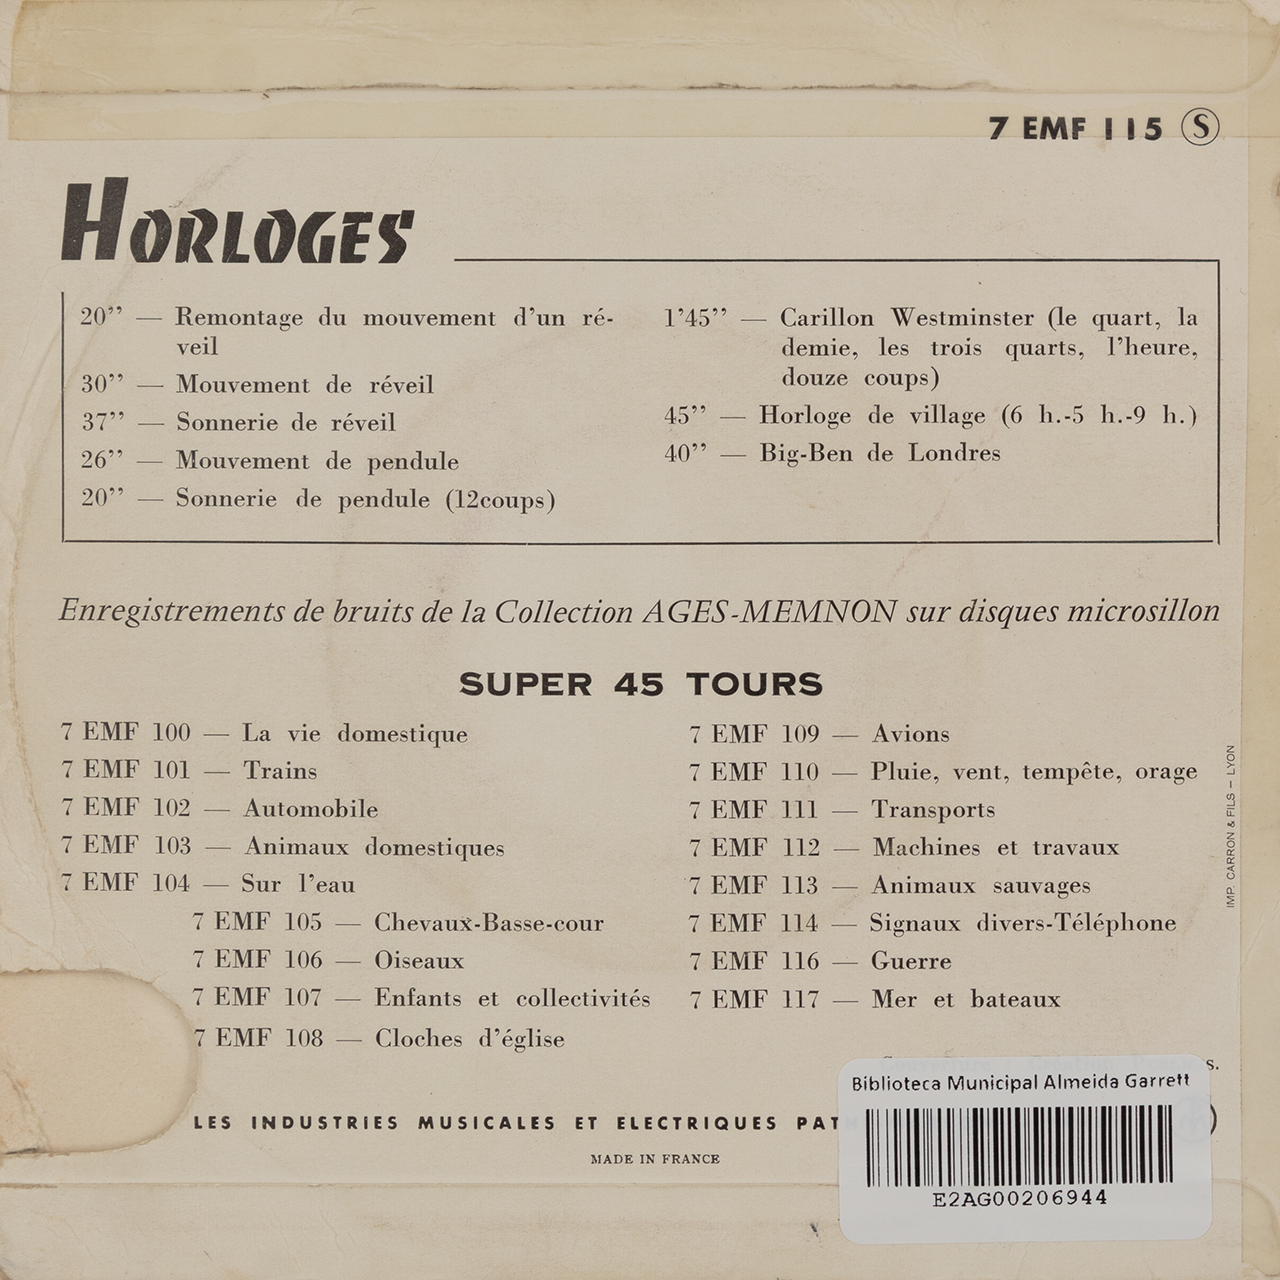 7 EMF 115 S
HORLOGES
20’’ — Remontage du mouvement d’un ré-
veil
30’’ — Mouvement de réveil
37’’ — Sonnerie de réveil
26’’ — Mouvement de pendule
20’’ — Sonnerie de pendule (12coups)
1’45’’ — Carillon Westminster (le quart, la
demie, les trois quarts, l’heure,
douze coups)
45’’ — Horloge de village (6 h.-5 h.-9 h.)
40’’ — Big-Ben de Londres
Enregistrements de bruits de la Collection AGES-MEMNON sur disques microsillon
SUPER 45 TOURS
7 EMF 100 — La vie domestique
7 EMF 101 — Trains
7 EMF 102 — Automobile
7 EMF 103 — Animaux domestiques
7 EMF 104 — Sur l’eau
7 EMF 105 — Chevaux-Basse-cour
7 EMF 106 — Oiseaux
7 EMF 107 — Enfants et collectivités
7 EMF 108 — Cloches d’église
7 EMF 109 — Avions
7 EMF 110 — Pluie, vent, tempête, orage
7 EMF 111 — Transports
7 EMF 112 — Machines et travaux
7 EMF 113 — Animaux sauvages
7 EMF 114 — Signaux divers-Téléphone
7 EMF 116 — Guerre
7 EMF 117 — Mer et bateaux
IMP. CARRON & FILS – LYON
LES INDUSTRIES MUSICALES ET ELECTRIQUES PAT
MADE IN FRANCE
Biblioteca Municipal Almeida Garrett
E2AG00206944